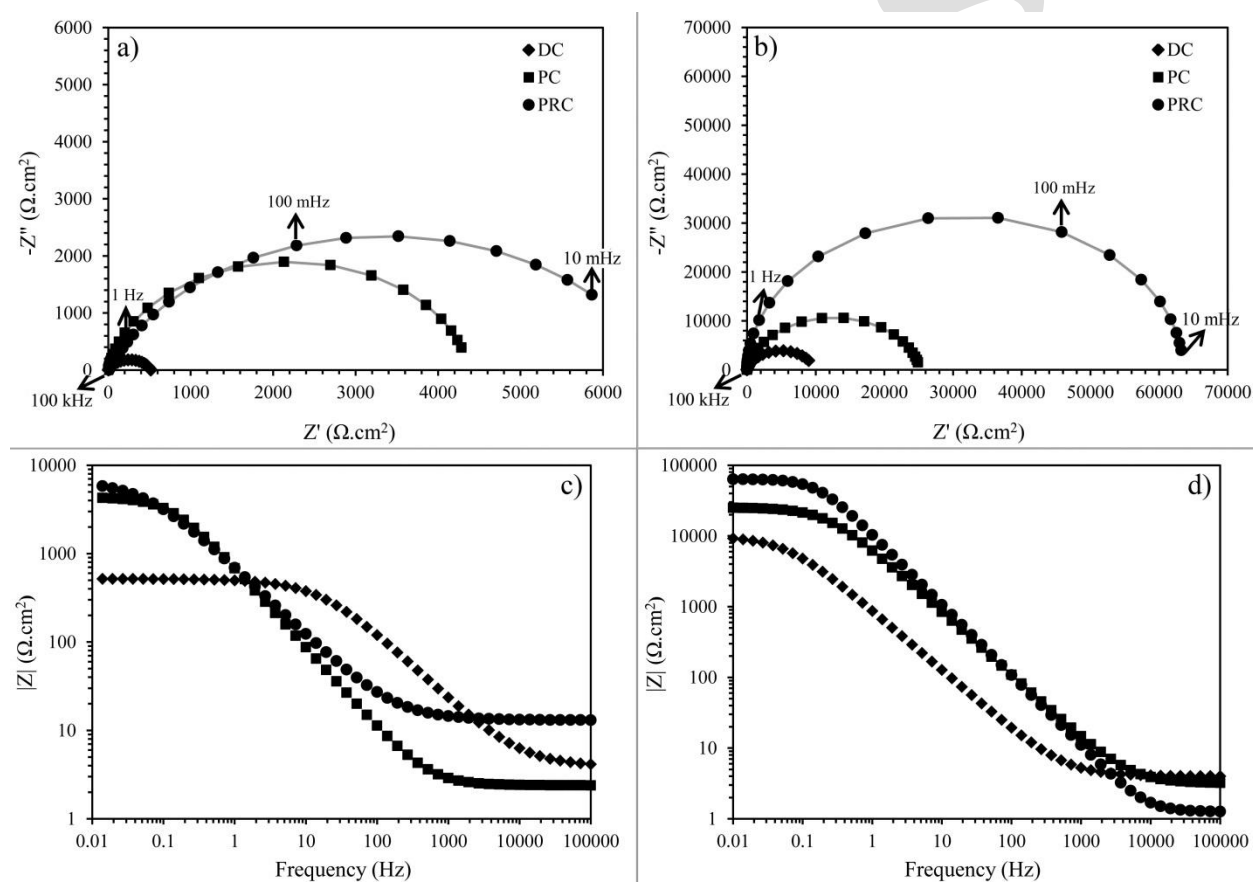 a)
6000
5000
4000
3000
2000
1000
0
-Z" (Ω.cm²)
DC
PC
PRC
100 mHz
10 mHz
1 Hz
100 kHz
0 1000 2000 3000 4000 5000 6000
Z' (Ω.cm²)
b)
70000
60000
50000
40000
30000
20000
10000
0
-Z" (Ω.cm²)
DC
PC
PRC
100 mHz
1 Hz
10 mHz
100 kHz
0 10000 20000 30000 40000 50000 60000 70000
Z' (Ω.cm²)
c)
10000
1000
100
10
1
|Z| (Ω.cm²)
0.01 0.1 1 10 100 1000 10000 100000
Frequency (Hz)
d)
100000
10000
1000
100
10
1
|Z| (Ω.cm²)
0.01 0.1 1 10 100 1000 10000 100000
Frequency (Hz)